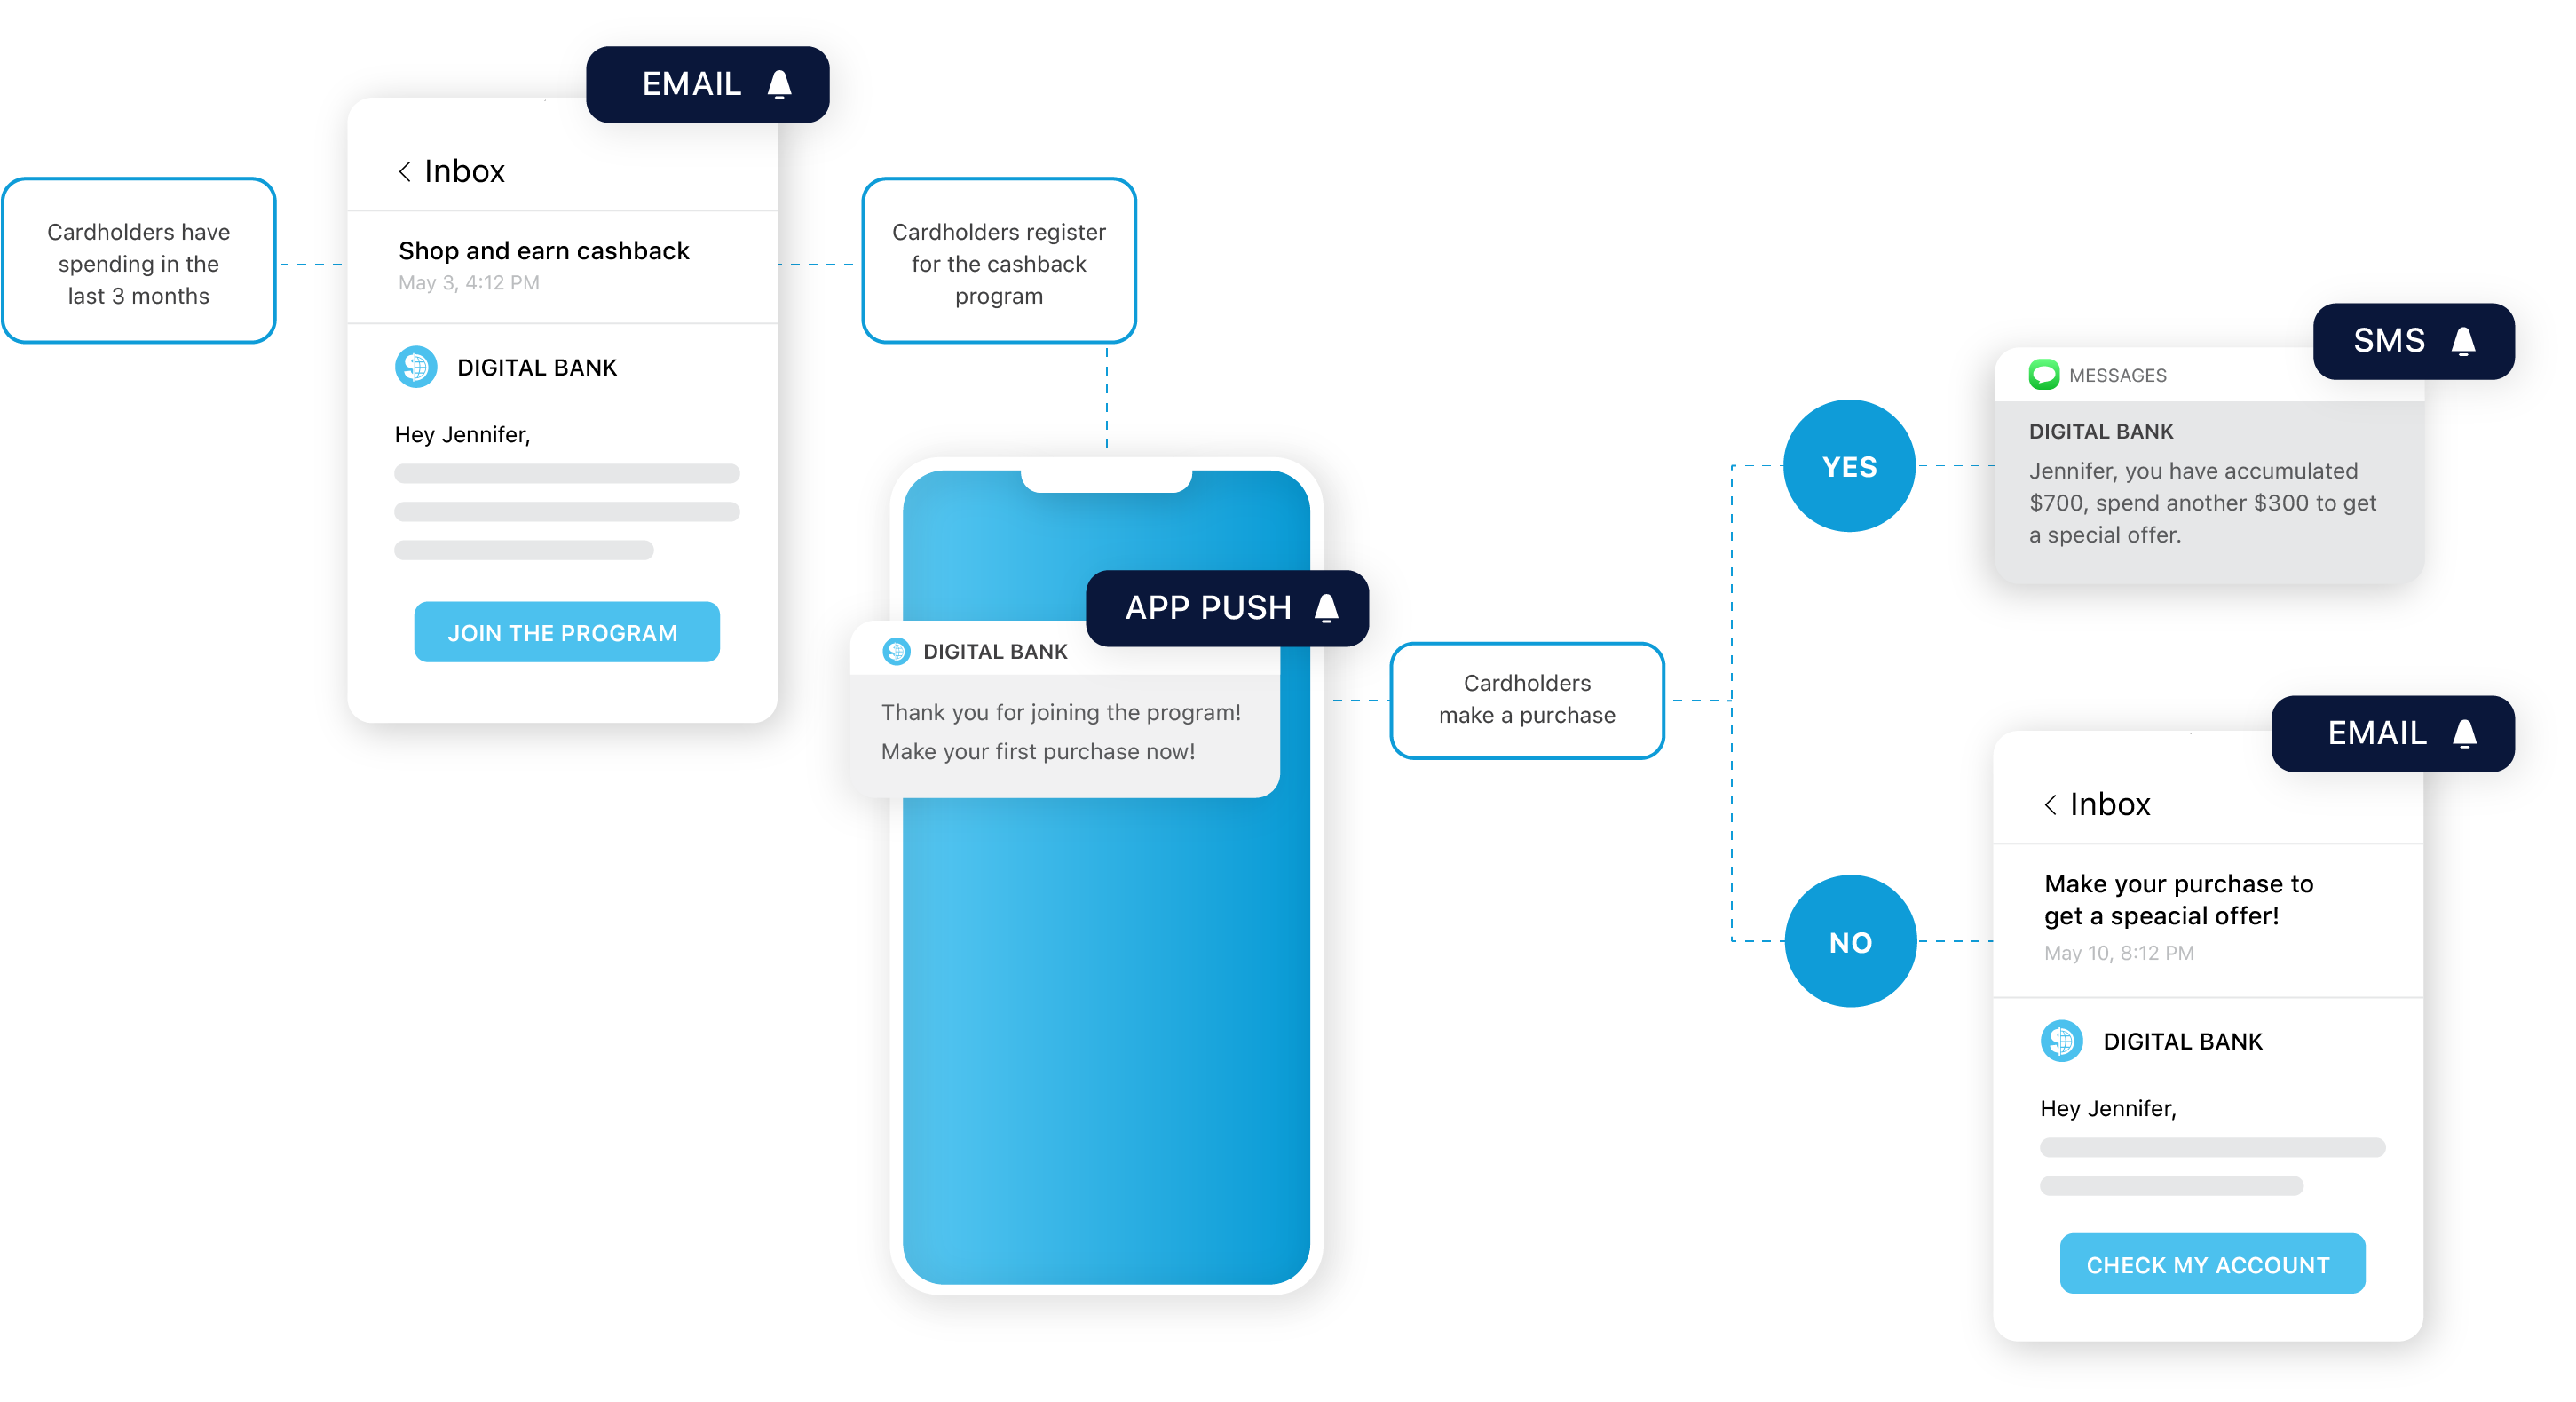 Cardholders have
spending in the
last 3 months
EMAIL
Inbox
Shop and earn cashback
May 3, 4:12 PM
DIGITAL BANK
Hey Jennifer,
JOIN THE PROGRAM
Cardholders register
for the cashback
program
APP PUSH
DIGITAL BANK
Thank you for joining the program!
Make your first purchase now!
Cardholders
make a purchase
YES
SMS
MESSAGES
DIGITAL BANK
Jennifer, you have accumulated
$700, spend another $300 to get
a special offer.
NO
EMAIL
Inbox
Make your purchase to
get a speacial offer!
May 10, 8:12 PM
DIGITAL BANK
Hey Jennifer,
CHECK MY ACCOUNT